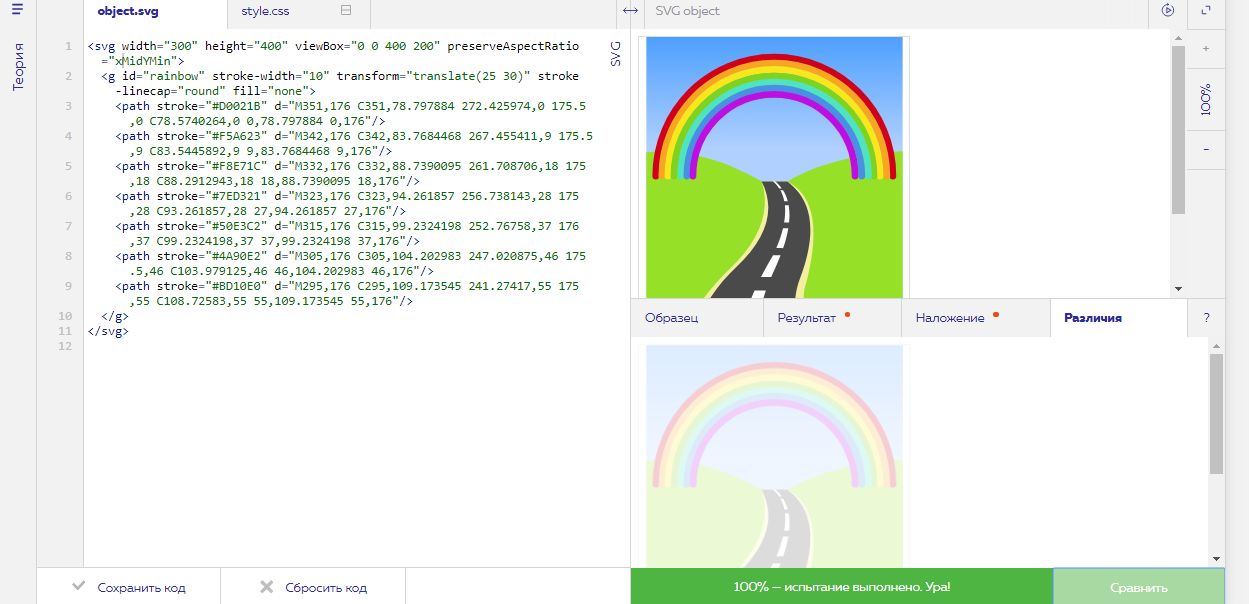 object.svg
style.css
SVG object
Теория
SVG
1 <svg width="300" height="400" viewBox="0 0 400 200" preserveAspectRatio
="xMidYMin">
2 <g id="rainbow" stroke-width="10" transform="translate(25 30)" stroke
-linecap="round" fill="none">
3 <path stroke="#D0021B" d="M351,176 C351,78.797884 272.425974,0 175.5
,0 C78.5740264,0 0,78.797884 0,176"/>
4 <path stroke="#F5A623" d="M342,176 C342,83.7684468 267.455411,9 175.5
,9 C83.5445892,9 9,83.7684468 9,176"/>
5 <path stroke="#F8E71C" d="M332,176 C332,88.7390095 261.708706,18 175
,18 C88.2912943,18 18,88.7390095 18,176"/>
6 <path stroke="#7ED321" d="M323,176 C323,94.261857 256.738143,28 175
,28 C93.261857,28 27,94.261857 27,176"/>
7 <path stroke="#50E3C2" d="M315,176 C315,99.2324198 252.76758,37 176
,37 C99.2324198,37 37,99.2324198 37,176"/>
8 <path stroke="#4A90E2" d="M305,176 C305,104.202983 247.020875,46 175
.5,46 C103.979125,46 46,104.202983 46,176"/>
9 <path stroke="#BD10E0" d="M295,176 C295,109.173545 241.27417,55 175
,55 C108.72583,55 55,109.173545 55,176"/>
10 </g>
11 </svg>
12
+
100%
-
Образец
Результат
Наложение
Различия
?
Сохранить код
Сбросить код
100% — испытание выполнено. Ура!
Сравнить